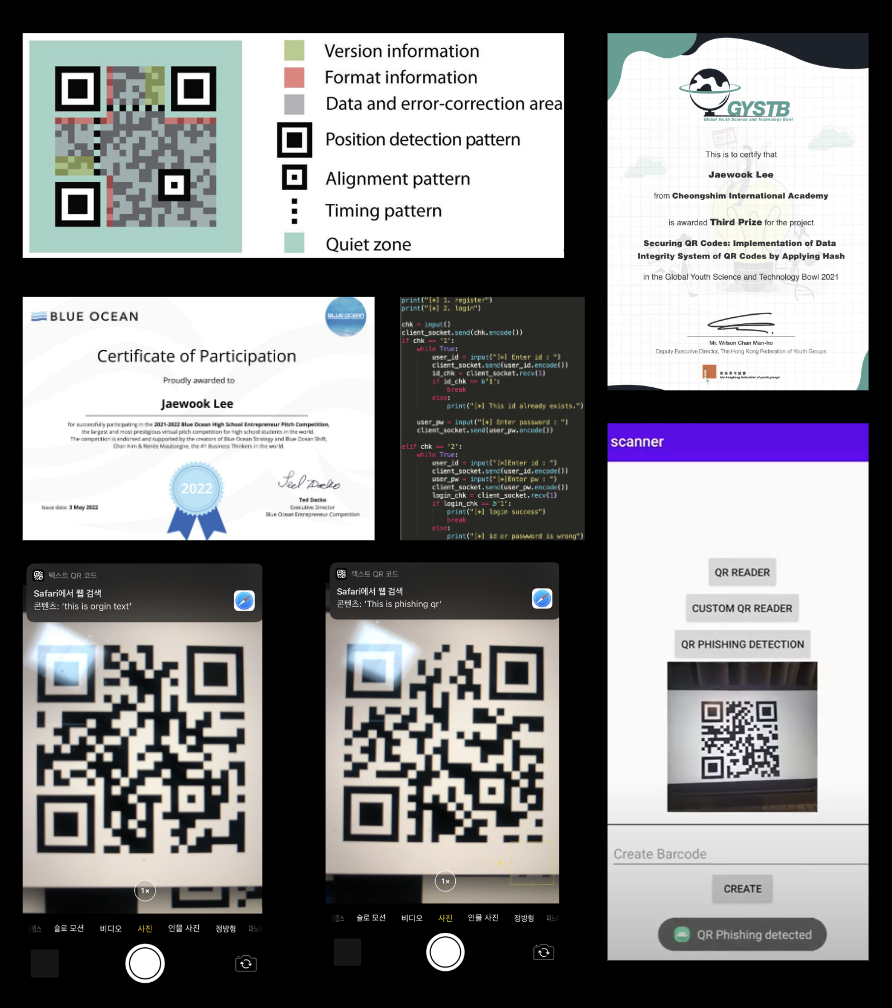 Version information
Format information
Data and error-correction area
Position detection pattern
Alignment pattern
Timing pattern
Quiet zone
GYSTB
Global Youth Science and Technology Bowl
This is to certify that
Jaewook Lee
from Cheongshim International Academy
is awarded Third Prize for the project
Securing QR Codes: Implementation of Data
Integrity System of QR Codes by Applying Hash
in the Global Youth Science and Technology Bowl 2021
Mr. Wilson Chan Man-ho
Deputy Executive Director, The Hong Kong Federation of Youth Groups
the hongkong federation of youth groups
BLUE OCEAN
BLUE OCEAN
Certificate of Participation
Proudly awarded to
Jaewook Lee
for successfully participating in the 2021-2022 Blue Ocean High School Entrepreneur Pitch Competition,
the largest and most prestigious virtual pitch competition for high school students in the world.
The competition is endorsed and supported by the creators of Blue Ocean Strategy and Blue Ocean Shift,
Chan Kim & Renée Mauborgne, the #1 Business Thinkers in the world.
2022
Issue date: 3 May 2022
Ted Dacko
Ted Dacko
Executive Director
Blue Ocean Entrepreneur Competition
print("[*] 1. register")
print("[*] 2. login")
chk = input()
client_socket.send(chk.encode())
if chk == '1':
while True:
user_id = input("[*] Enter id : ")
client_socket.send(user_id.encode())
id_chk = client_socket.recv(1)
if id_chk == b'1':
break
else:
print("[*] This id already exists.")
user_pw = input("[*] Enter password : ")
client_socket.send(user_pw.encode())
elif chk == '2':
while True:
user_id = input("[*]Enter id : ")
client_socket.send(user_id.encode())
user_pw = input("[*]Enter pw : ")
client_socket.send(user_pw.encode())
login_chk = client_socket.recv(1)
if login_chk == b'1':
print("[*] login success")
break
else:
print("[*] id or password is wrong")
scanner
QR READER
CUSTOM QR READER
QR PHISHING DETECTION
Create Barcode
CREATE
QR Phishing detected
텍스트 QR 코드
Safari에서 웹 검색
콘텐츠: 'this is orgin text'
1×
슬로 모션 비디오 사진 인물 사진 정방형
텍스트 QR 코드
Safari에서 웹 검색
콘텐츠: 'This is phishing qr'
1×
슬로 모션 비디오 사진 인물 사진 정방형